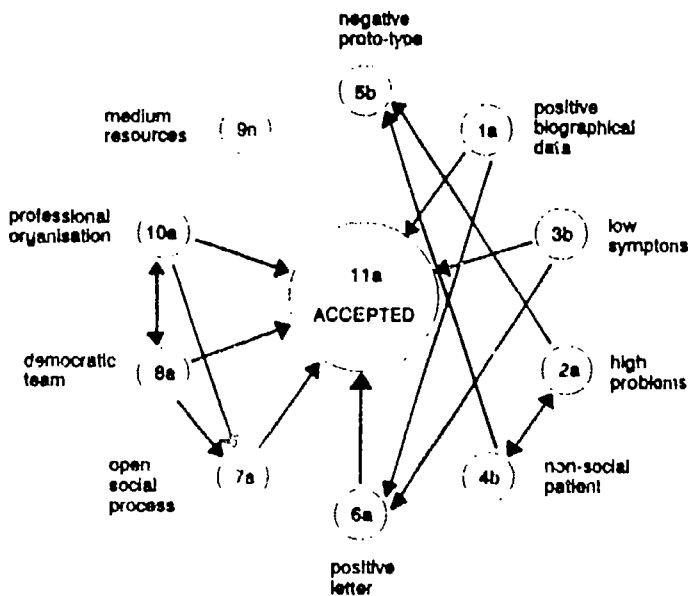 negative
proto-type
5b
medium
resources
9n
1a
positive
biographical
data
professional
organisation
10a
3b
low
symptons
11a
ACCEPTED
democratic
team
8a
2a
high
problems
open
social
process
7a
4b
non-social
patient
6a
positive
letter